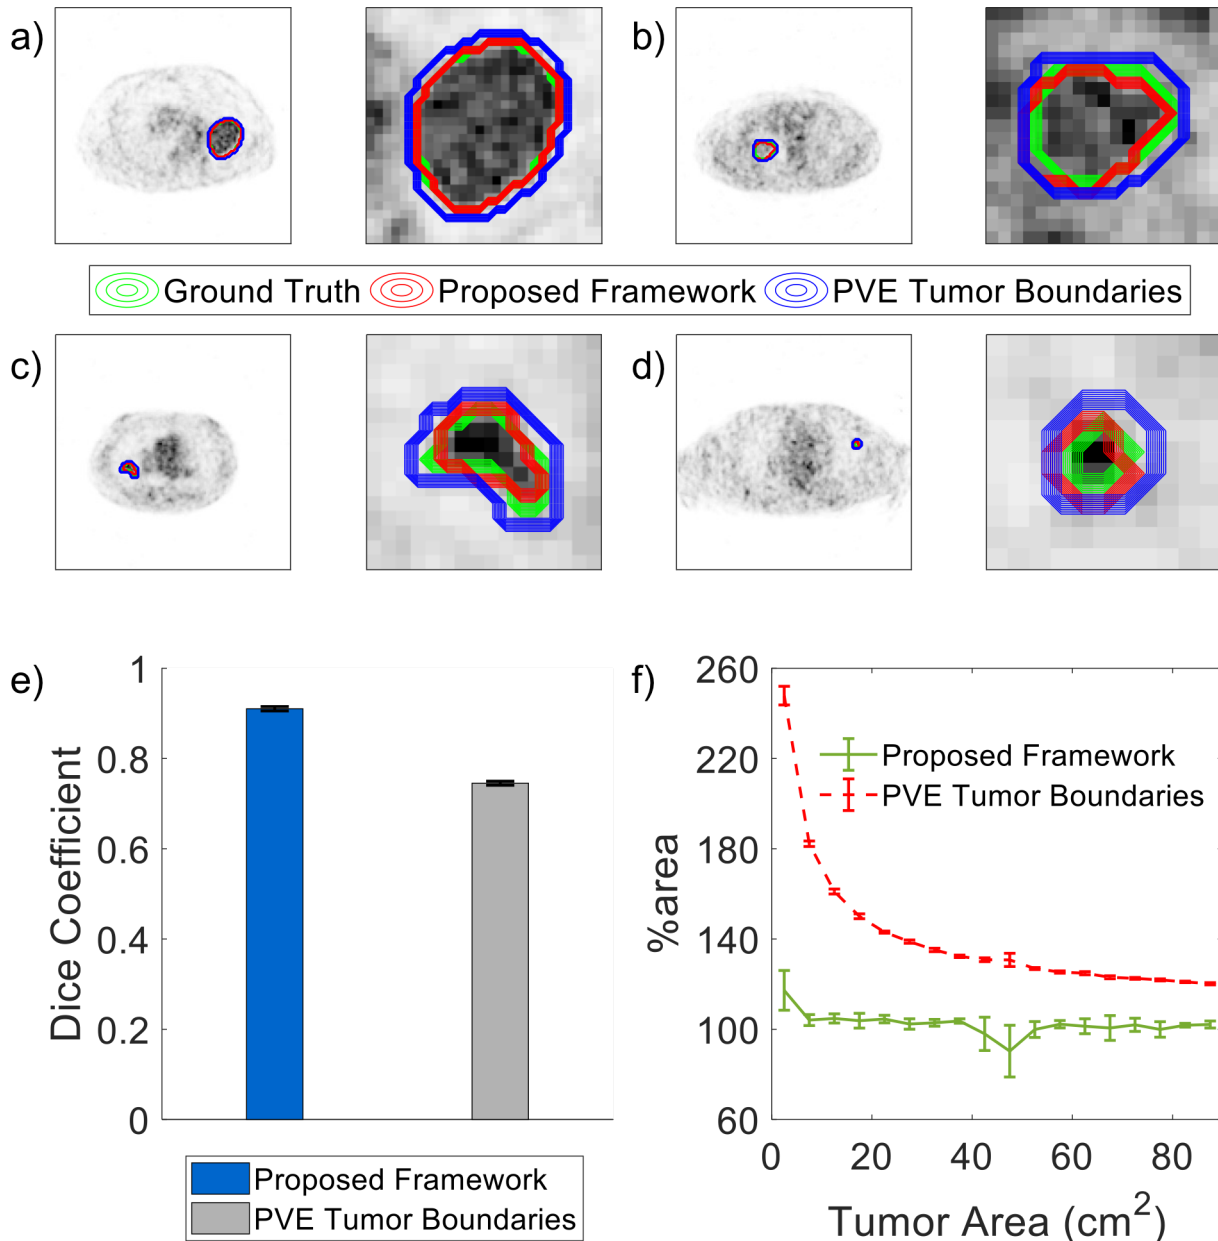 a)
b)
Ground Truth Proposed Framework PVE Tumor Boundaries
c)
d)
e)
1
0.8
0.6
0.4
0.2
0
Dice Coefficient
Proposed Framework
PVE Tumor Boundaries
f)
260
220
180
140
100
60
%area
Proposed Framework
PVE Tumor Boundaries
0 20 40 60 80
Tumor Area (cm²)